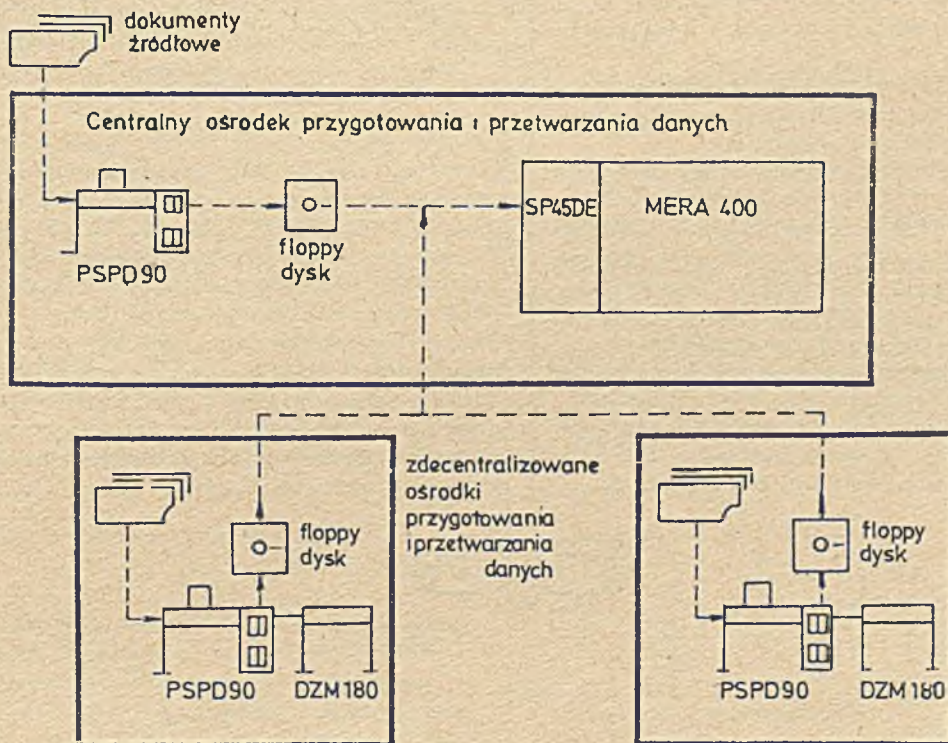 dokumenty
źródłowe
Centralny ośrodek przygotowania i przetwarzania danych
SP45DE
MERA 400
PSPD90
floppy
dysk
zdecentralizowane
ośrodki
przygotowania
i przetwarzania
danych
floppy
dysk
PSPD90
DZM180
floppy
dysk
PSPD90
DZM180